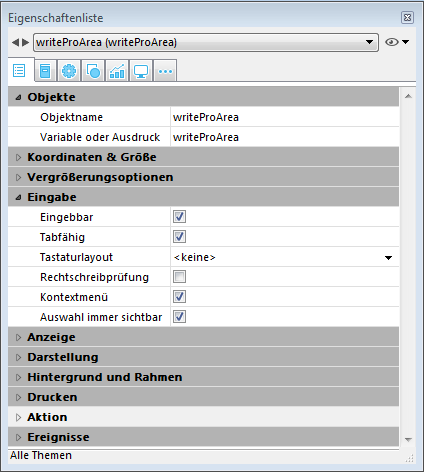 Eigenschaftenliste
writeProArea (writeProArea)
Objekte
Objektname writeProArea
Variable oder Ausdruck writeProArea
Koordinaten & Größe
Vergrößerungsoptionen
Eingabe
Eingebbar
Tabfähig
Tastaturlayout <keine>
Rechtschreibprüfung
Kontextmenü
Auswahl immer sichtbar
Anzeige
Darstellung
Hintergrund und Rahmen
Drucken
Aktion
Ereignisse
Alle Themen